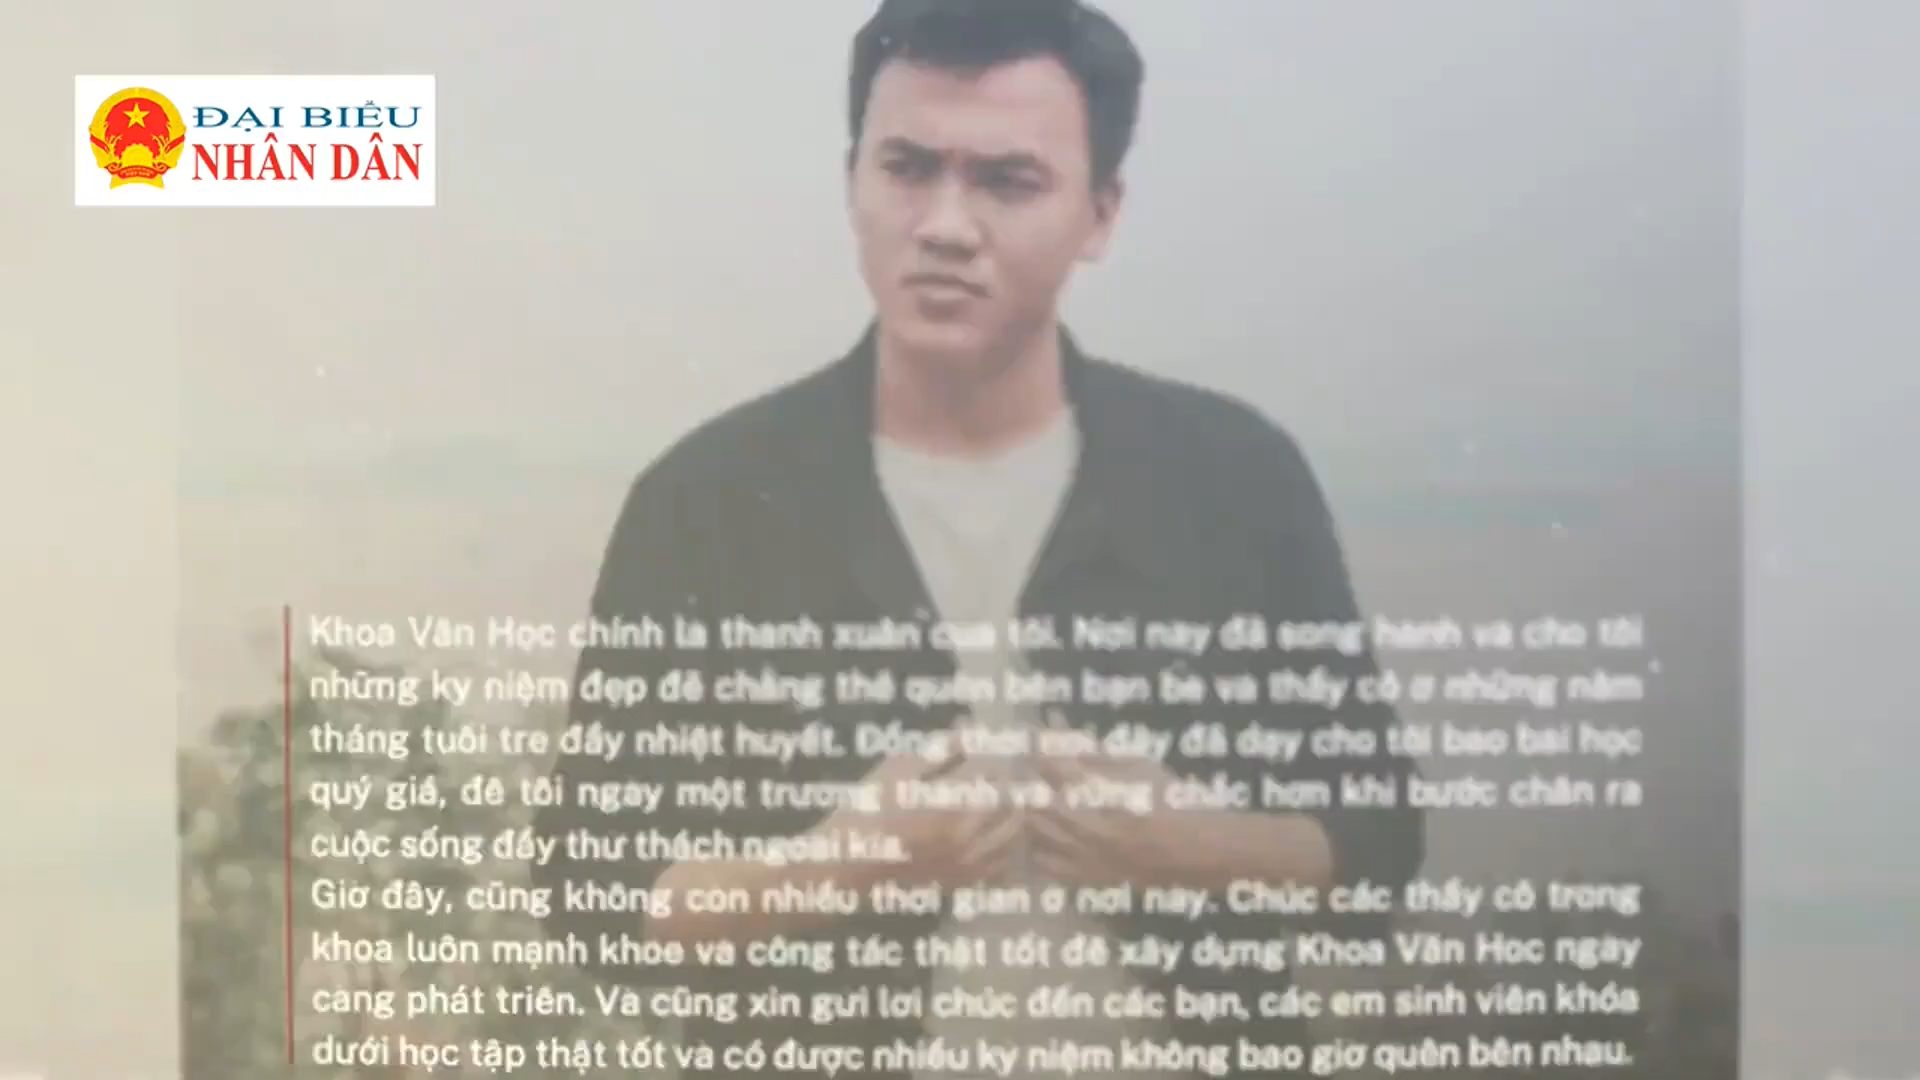 ĐẠI BIỂU
NHÂN DÂN
Khoa Văn Học chính là thanh xuân của tôi. Nơi này đã song hành và cho tôi
những kỷ niệm đẹp đẽ chẳng thể quên bên bạn bè và thầy cô ở những năm
tháng tuổi trẻ đầy nhiệt huyết. Đồng thời nơi đây đã dạy cho tôi bao bài học
quý giá, để tôi ngày một trưởng thành và vững chắc hơn khi bước chân ra
cuộc sống đầy thử thách ngoài kia.
Giờ đây, cũng không còn nhiều thời gian ở nơi này. Chúc các thầy cô trong
khoa luôn mạnh khoẻ và công tác thật tốt để xây dựng Khoa Văn Học ngày
càng phát triển. Và cũng xin gửi lời chúc đến các bạn, các em sinh viên khóa
dưới học tập thật tốt và có được nhiều kỷ niệm không bao giờ quên bên nhau.